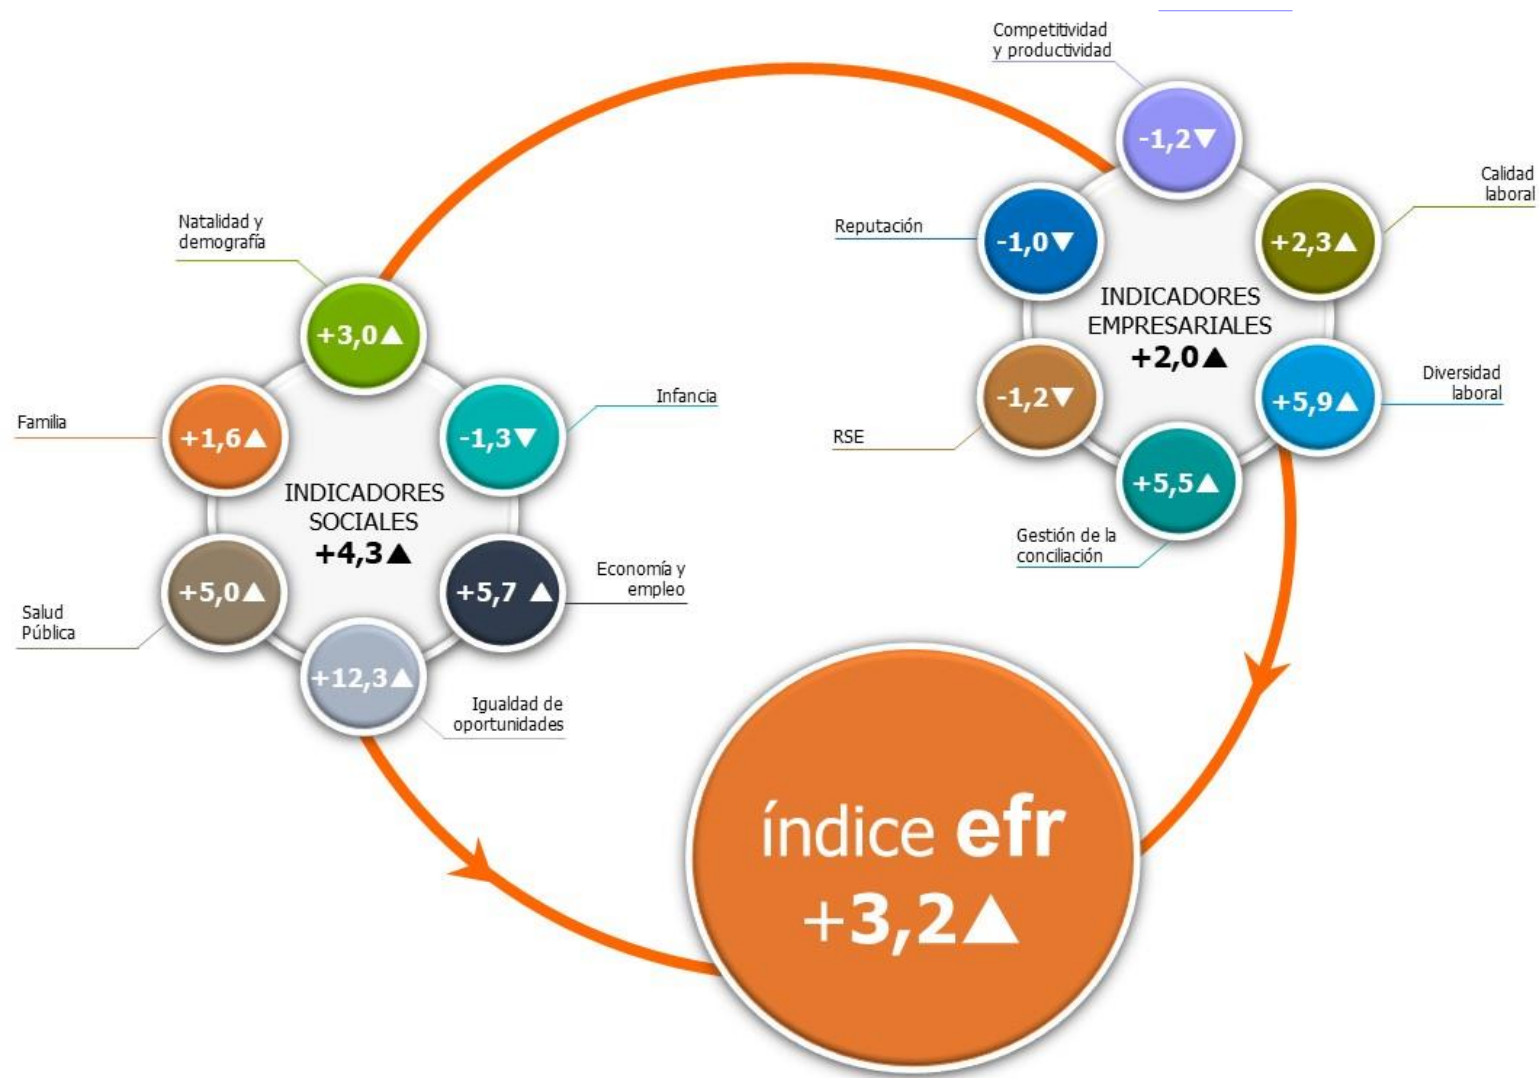 Natalidad y
demografía
+3,0▲
Familia
+1,6▲
Infancia
-1,3▼
INDICADORES
SOCIALES
+4,3▲
Salud
Pública
+5,0▲
Economía y
empleo
+5,7 ▲
+12,3▲
Igualdad de
oportunidades
Competitividad
y productividad
-1,2▼
Reputación
-1,0▼
Calidad
laboral
+2,3▲
INDICADORES
EMPRESARIALES
+2,0▲
RSE
-1,2▼
Diversidad
laboral
+5,9▲
+5,5▲
Gestión de la
conciliación
índice efr
+3,2▲